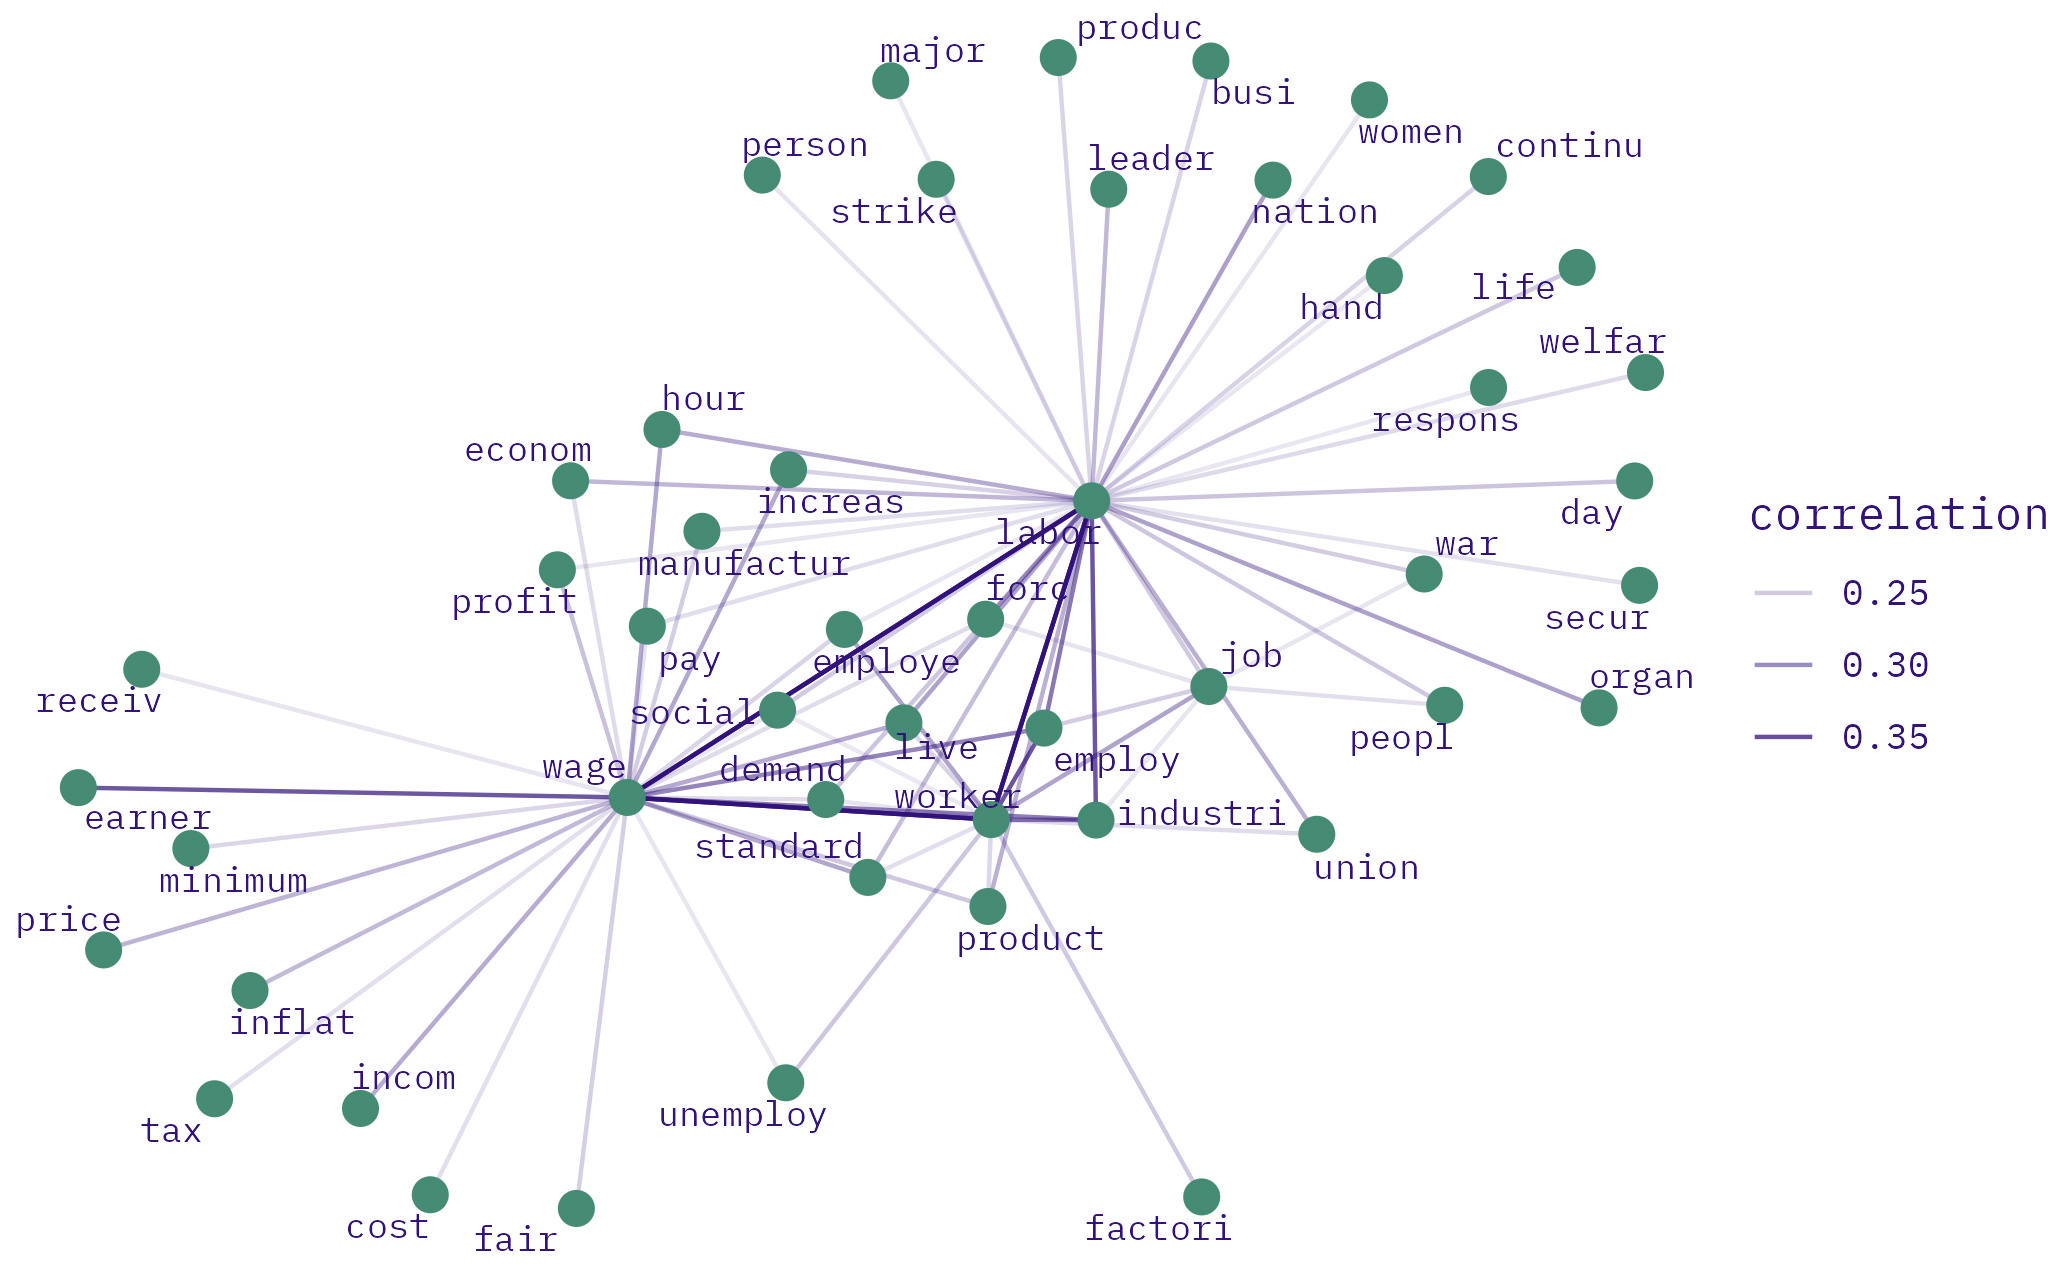 produc
major
busi
women
person
continu
leader
strike
nation
life
hand
welfar
hour
respons
econom
increas
correlation
day
labor
war
manufactur
forc
0.25
profit
secur
job
pay
employe
0.30
organ
receiv
social
0.35
peopl
live
employ
wage
demand
worker
industri
earner
standard
union
minimum
price
product
inflat
incom
unemploy
tax
cost
factori
fair